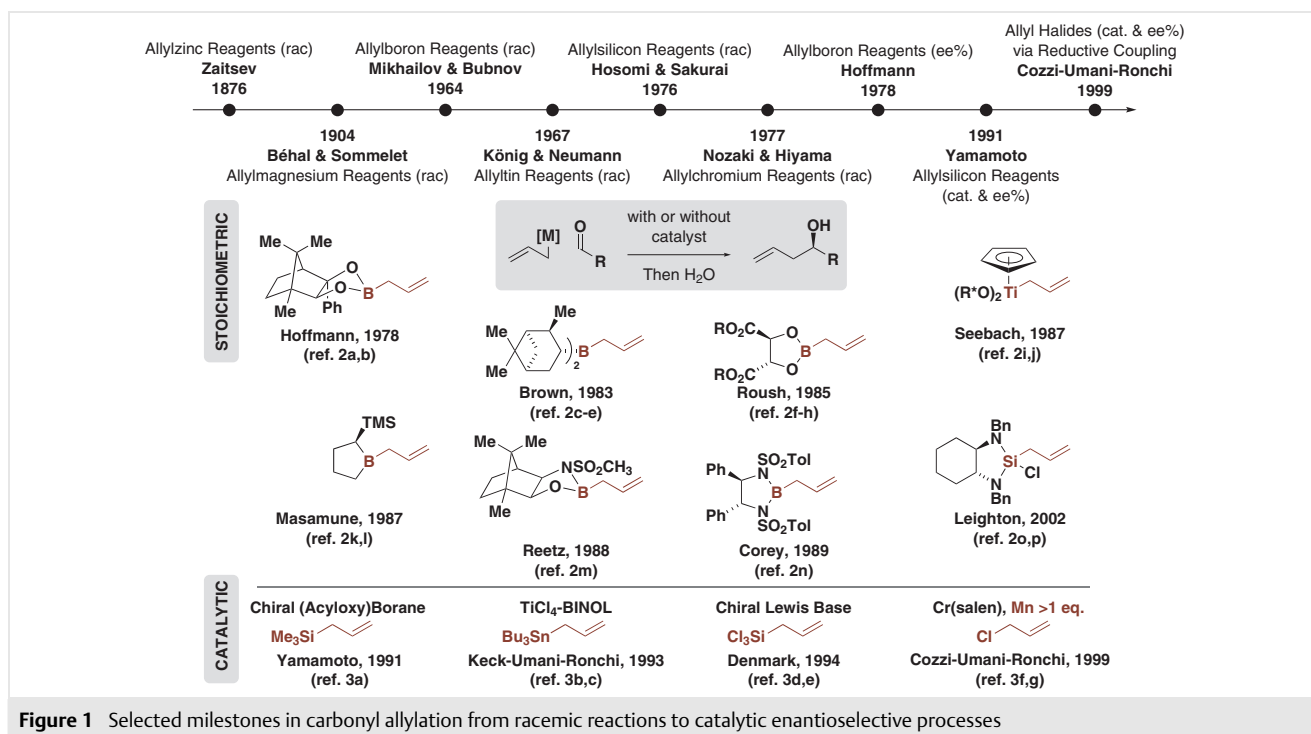 Allylzinc Reagents (rac)
Zaitsev
1876
Allylboron Reagents (rac)
Mikhailov & Bubnov
1964
Allylsilicon Reagents (rac)
Hosomi & Sakurai
1976
Allylboron Reagents (ee%)
Hoffmann
1978
Allyl Halides (cat. & ee%)
via Reductive Coupling
Cozzi-Umani-Ronchi
1999
1904
Béhal & Sommelet
Allylmagnesium Reagents (rac)
1967
König & Neumann
Allyltin Reagents (rac)
1977
Nozaki & Hiyama
Allylchromium Reagents (rac)
1991
Yamamoto
Allylsilicon Reagents
(cat. & ee%)
STOICHIOMETRIC
[M]
O
R
with or without
catalyst
Then H2O
OH
R
Me
Me
O
O
B
Ph
Me
Hoffmann, 1978
(ref. 2a,b)
Me
Me
Me
)2
B
Brown, 1983
(ref. 2c-e)
RO2C
RO2C
O
O
B
Roush, 1985
(ref. 2f-h)
(R*O)2Ti
Seebach, 1987
(ref. 2i,j)
TMS
B
Masamune, 1987
(ref. 2k,l)
Me
Me
NSO2CH3
O
B
Me
Reetz, 1988
(ref. 2m)
SO2Tol
Ph
N
B
Ph
N
SO2Tol
Corey, 1989
(ref. 2n)
Bn
N
Si
Cl
N
Bn
Leighton, 2002
(ref. 2o,p)
CATALYTIC
Chiral (Acyloxy)Borane
Me3Si
Yamamoto, 1991
(ref. 3a)
TiCl4-BINOL
Bu3Sn
Keck-Umani-Ronchi, 1993
(ref. 3b,c)
Chiral Lewis Base
Cl3Si
Denmark, 1994
(ref. 3d,e)
Cr(salen), Mn >1 eq.
Cl
Cozzi-Umani-Ronchi, 1999
(ref. 3f,g)
Figure 1 Selected milestones in carbonyl allylation from racemic reactions to catalytic enantioselective processes